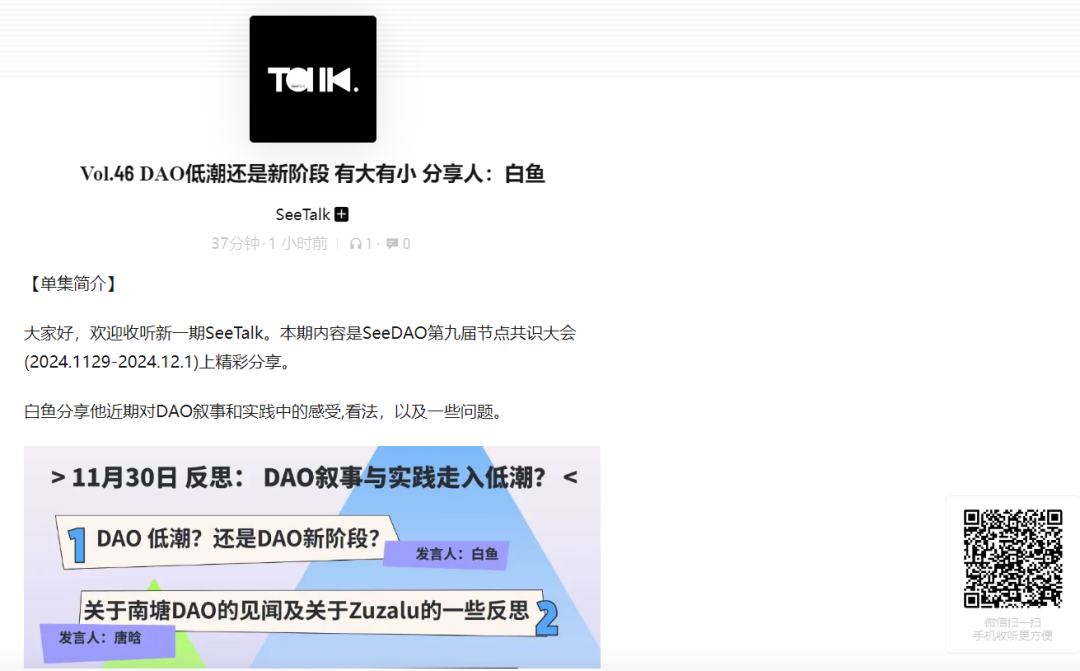 Talk.
Vol.46 DAO低潮还是新阶段 有大有小 分享人：白鱼
SeeTalk
37分钟 · 1 小时前 | 1 · 0
【单集简介】
大家好，欢迎收听新一期SeeTalk。本期内容是SeeDAO第九届节点共识大会
(2024.1129-2024.12.1)上精彩分享。
白鱼分享他近期对DAO叙事和实践中的感受,看法，以及一些问题。
> 11月30日 反思： DAO叙事与实践走入低潮？ <
1 DAO 低潮？还是DAO新阶段？
发言人：白鱼
关于南塘DAO的见闻及关于Zuzalu的一些反思 2
发言人：唐晗
微信扫一扫
手机收听更方便